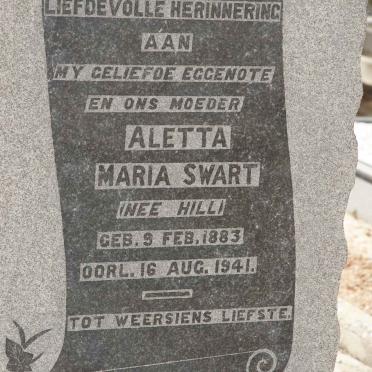 LIEFDEVOLLE HERINNERING
AAN
MY GELIEFDE EGGENOTE
EN ONS MOEDER
ALETTA
MARIA SWART
(NEE HILL)
GEB. 9 FEB. 1883
OORL. 16 AUG. 1941.
TOT WEERSIENS LIEFSTE.